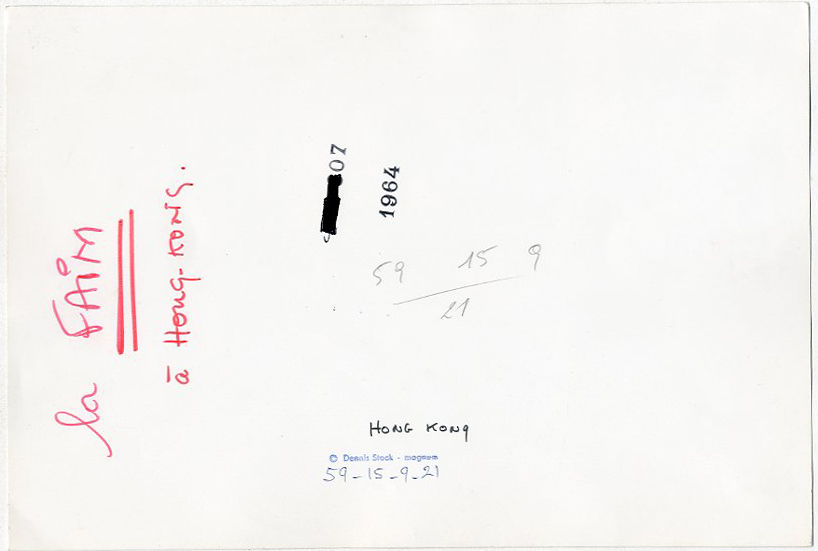 la FAIM
à Hong-Kong.
07
1964
59 15 9
21
HONG KONG
© Dennis Stock - magnum
59-15-9-21